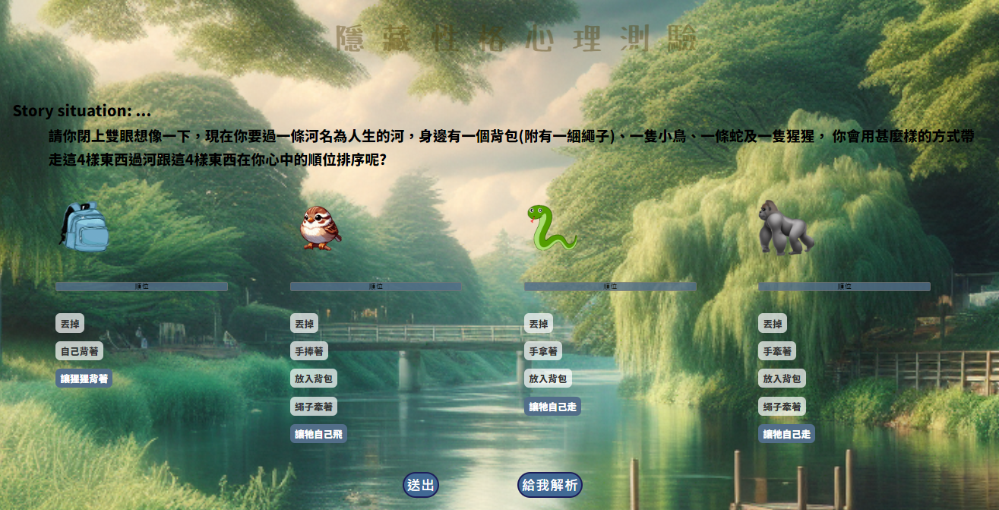 隱藏性格心理測驗
Story situation: ...
請你閉上雙眼想像一下，現在你要過一條河名為人生的河，身邊有一個背包(附有一綑繩子)、一隻小鳥、一條蛇及一隻猩猩， 你會用甚麼樣的方式帶
走這4樣東西過河跟這4樣東西在你心中的順位排序呢?
順位 順位 順位 順位
丟掉 丟掉 丟掉 丟掉
自己背著 手捧著 手拿著 手牽著
讓猩猩背著 放入背包 放入背包 放入背包
繩子牽著 讓牠自己走 繩子牽著
讓牠自己飛 讓牠自己走
送出 給我解析